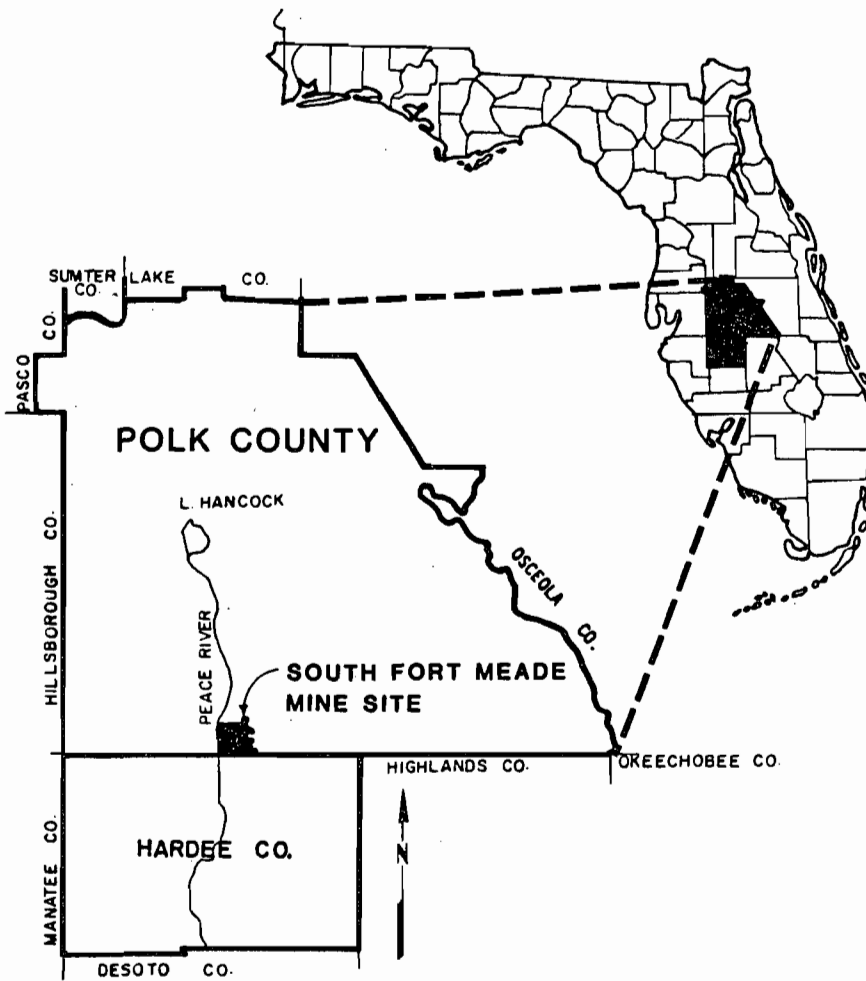 SUMTER CO.
LAKE CO.
PASCO CO.
POLK COUNTY
L. HANCOCK
HILLSBOROUGH CO.
OSCEOLA CO.
PEACE RIVER
SOUTH FORT MEADE
MINE SITE
HIGHLANDS CO.
OKEECHOBEE CO.
MANATEE CO.
HARDEE CO.
N
DESOTO CO.